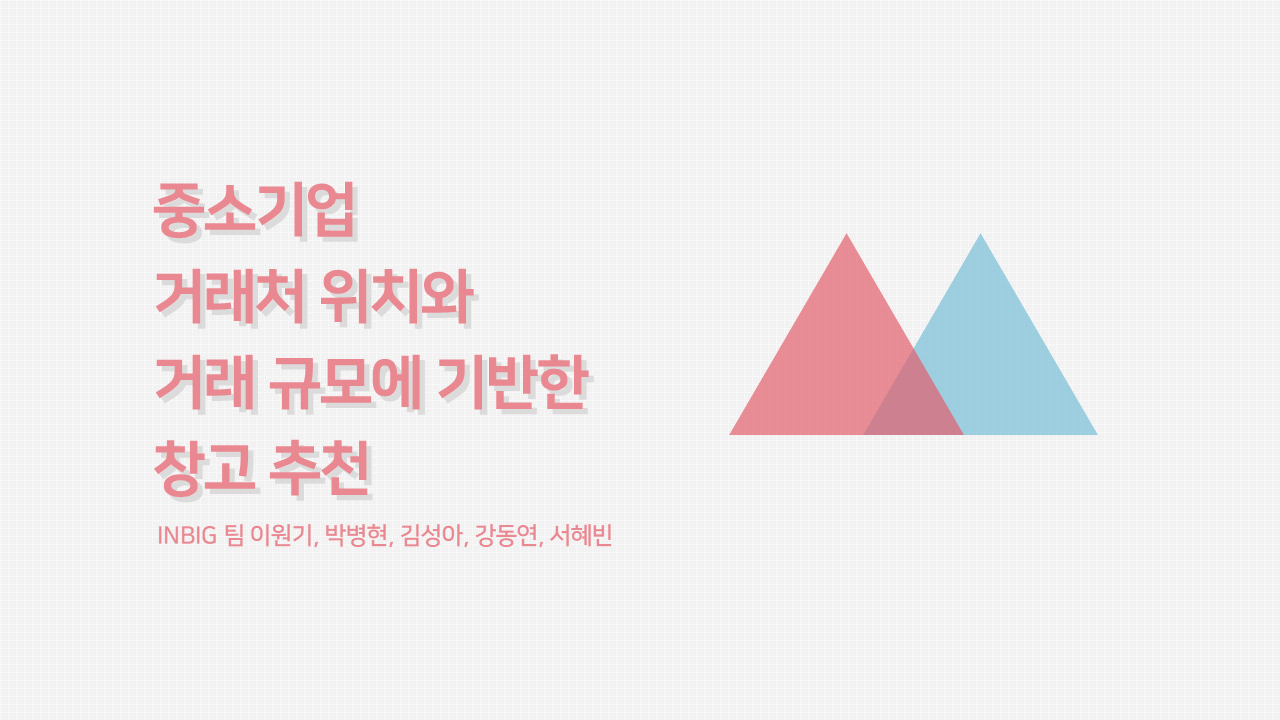 중소기업
거래처 위치와
거래 규모에 기반한
창고 추천
INBIG 팀 이원기, 박병현, 김성아, 강동연, 서혜빈